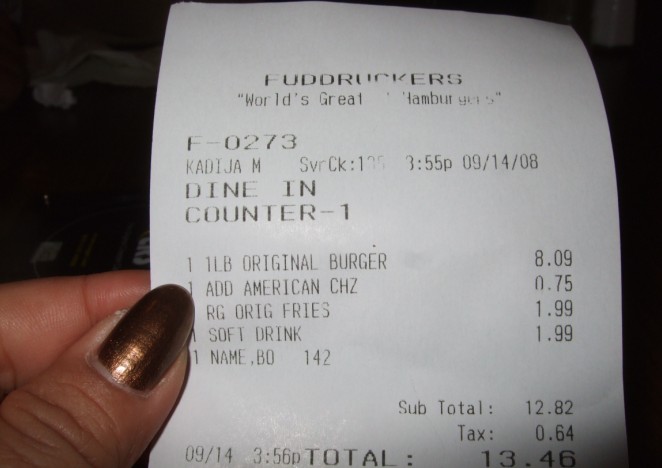 FUDDRUCKERS
"World's Hamburgers"
F-0273
KADIJA M SvrCk: 3:55p 09/14/08
DINE IN
COUNTER-1
1 1LB ORIGINAL BURGER 8.09
1 ADD AMERICAN CHZ 0.75
RG ORIG FRIES 1.99
1 SOFT DRINK 1.99
1 NAME.BO 142
Sub Total: 12.82
Tax: 0.64
09/14 3:56p TOTAL: 13.46